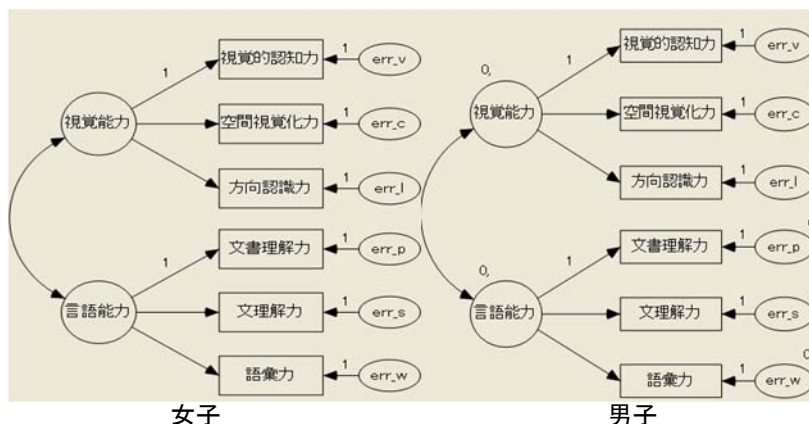 1
視覚的認知力
1
err_v
視覚能力
空間視覚化力
1
err_c
方向認識力
1
err_l
1
文書理解力
1
err_p
言語能力
文理解力
1
err_s
語彙力
1
err_w
女子
0,
1
視覚的認知力
1
err_v
視覚能力
空間視覚化力
1
err_c
方向認識力
1
err_l
0,
1
文書理解力
1
err_p
言語能力
文理解力
1
err_s
語彙力
1
err_w
男子